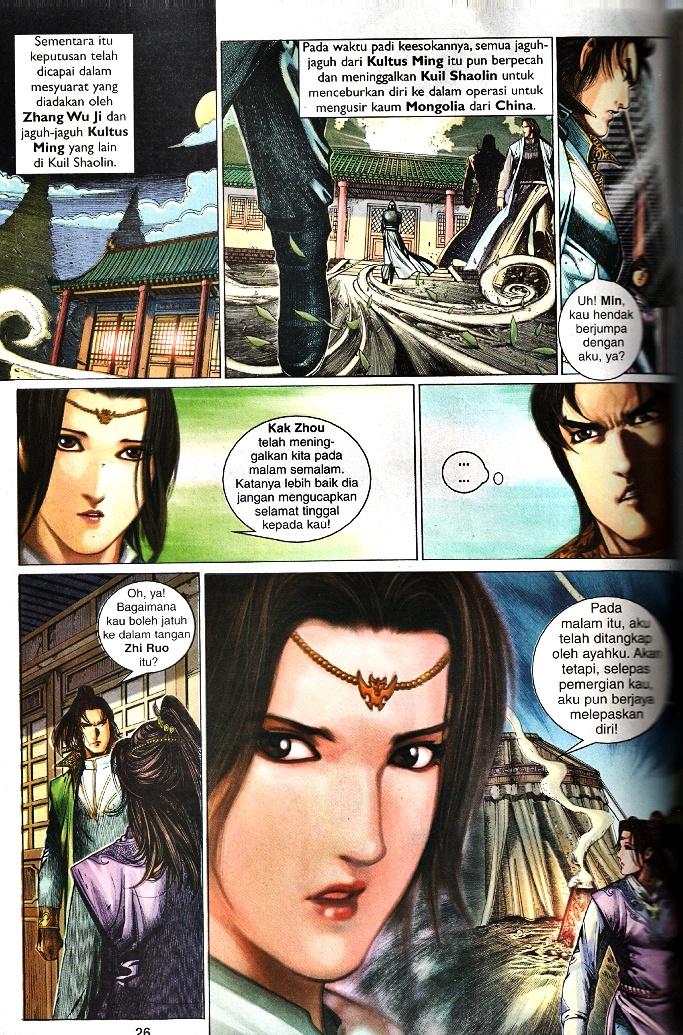 Sementara itu
keputusan telah
dicapai dalam
mesyuarat yang
diadakan oleh
Zhang Wu Ji dan
jaguh-jaguh Kultus
Ming yang lain
di Kuil Shaolin.
Pada waktu padi keesokannya, semua jaguh-
jaguh dari Kultus Ming itu pun berpecah
dan meninggalkan Kuil Shaolin untuk
menceburkan diri ke dalam operasi untuk
mengusir kaum Mongolia dari China.
Uh! Min,
kau hendak
berjumpa
dengan
aku, ya?
Kak Zhou
telah mening-
galkan kita pada
malam semalam.
Katanya lebih baik dia
jangan mengucapkan
selamat tinggal
kepada kau!
...
...
Oh, ya!
Bagaimana
kau boleh jatuh
ke dalam tangan
Zhi Ruo
itu?
Pada
malam itu, aku
telah ditangkap
oleh ayahku. Akan
tetapi, selepas
pemergian kau,
aku pun berjaya
melepaskan
diri!
26